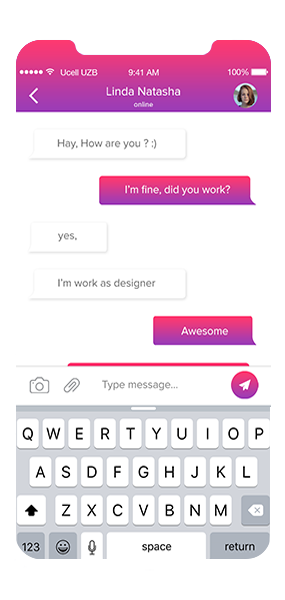 Ucell UZB 9:41 AM 100%
Linda Natasha
online
Hay, How are you ? :)
I'm fine, did you work?
yes,
I'm work as designer
Awesome
Type message...
Q W E R T Y U I O P
A S D F G H J K L
Z X C V B N M
123 space return